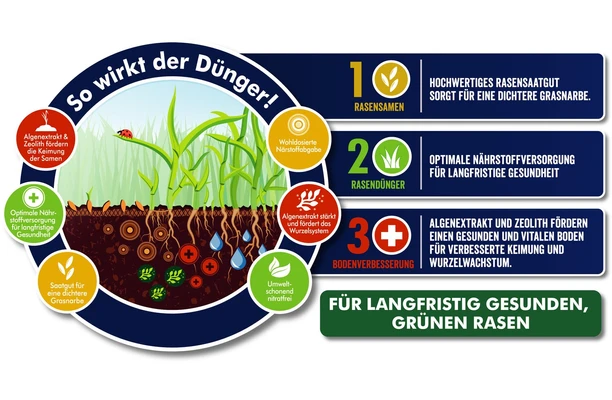 So wirkt der Dünger!
Algenextrakt &
Zeolith fördern
die Keimung
der Samen
Optimale Nähr-
stoffversorgung
für langfristige
Gesundheit
Saatgut für
eine dichtere
Grasnarbe
Wohldosierte
Närstoffabgabe
Algenextrakt stärkt
und fördert das
Wurzelsystem
Umwelt-
schonend
nitratfrei
1
RASENSAMEN
HOCHWERTIGES RASENSAATGUT
SORGT FÜR EINE DICHTERE GRASNARBE.
2
RASENDÜNGER
OPTIMALE NÄHRSTOFFVERSORGUNG
FÜR LANGFRISTIGE GESUNDHEIT
3
BODENVERBESSERUNG
ALGENEXTRAKT UND ZEOLITH FÖRDERN
EINEN GESUNDEN UND VITALEN BODEN
FÜR VERBESSERTE KEIMUNG UND
WURZELWACHSTUM.
FÜR LANGFRISTIG GESUNDEN,
GRÜNEN RASEN